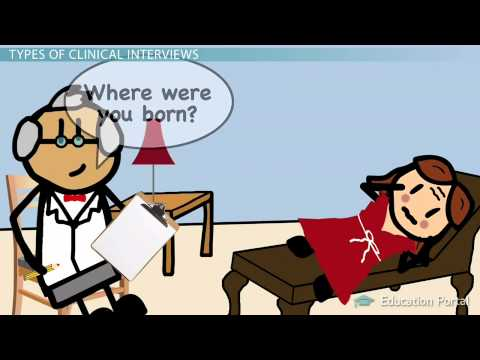 TYPES OF CLINICAL INTERVIEWS
Where were
you born?
Education Portal